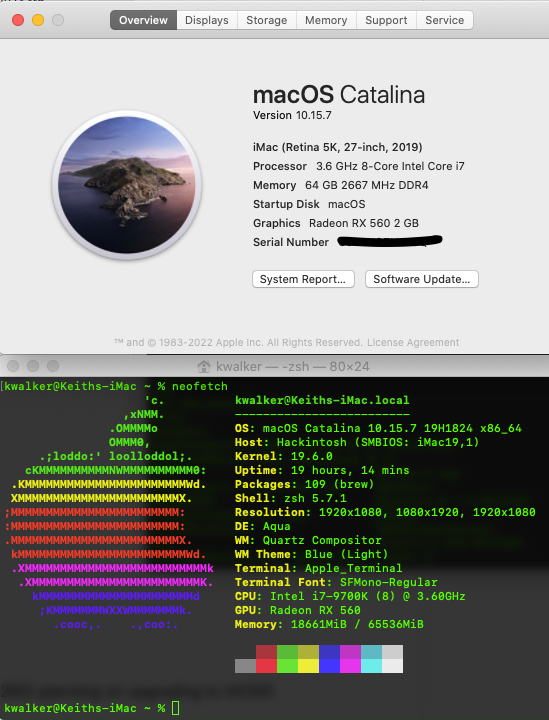 Overview Displays Storage Memory Support Service
macOS Catalina
Version 10.15.7
iMac (Retina 5K, 27-inch, 2019)
Processor 3.6 GHz 8-Core Intel Core i7
Memory 64 GB 2667 MHz DDR4
Startup Disk macOS
Graphics Radeon RX 560 2 GB
Serial Number
System Report... Software Update...
™ and © 1983-2022 Apple Inc. All Rights Reserved. License Agreement
kwalker — -zsh — 80×24
[kwalker@Keiths-iMac ~ % neofetch
'c. kwalker@Keiths-iMac.local
,xNMM. -------------------------
.OMMMMo OS: macOS Catalina 10.15.7 19H1824 x86_64
OMMM0, Host: Hackintosh (SMBIOS: iMac19,1)
.;loddo:' loolloddol;. Kernel: 19.6.0
cKMMMMMMMMMMNWMMMMMMMMMM0: Uptime: 19 hours, 14 mins
.KMMMMMMMMMMMMMMMMMMMMMMMWd. Packages: 109 (brew)
XMMMMMMMMMMMMMMMMMMMMMMMX. Shell: zsh 5.7.1
;MMMMMMMMMMMMMMMMMMMMMMMM: Resolution: 1920x1080, 1080x1920, 1920x1080
:MMMMMMMMMMMMMMMMMMMMMMMM: DE: Aqua
.MMMMMMMMMMMMMMMMMMMMMMMMX. WM: Quartz Compositor
kMMMMMMMMMMMMMMMMMMMMMMMMWd. WM Theme: Blue (Light)
.XMMMMMMMMMMMMMMMMMMMMMMMMMMk Terminal: Apple_Terminal
.XMMMMMMMMMMMMMMMMMMMMMMMMK. Terminal Font: SFMono-Regular
kMMMMMMMMMMMMMMMMMMMMMMd CPU: Intel i7-9700K (8) @ 3.60GHz
;KMMMMMMMWXXWMMMMMMMk. GPU: Radeon RX 560
.cooc,. .,coo:. Memory: 18661MiB / 65536MiB
kwalker@Keiths-iMac ~ %